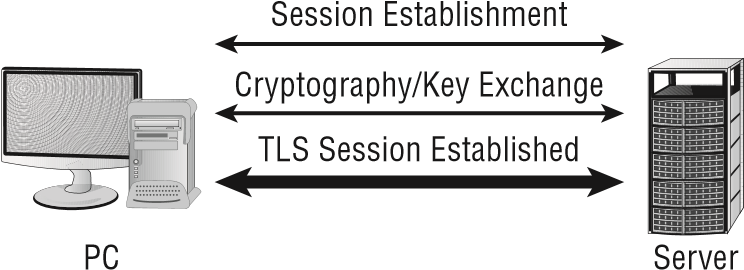 Session Establishment
Cryptography/Key Exchange
TLS Session Established
PC
Server